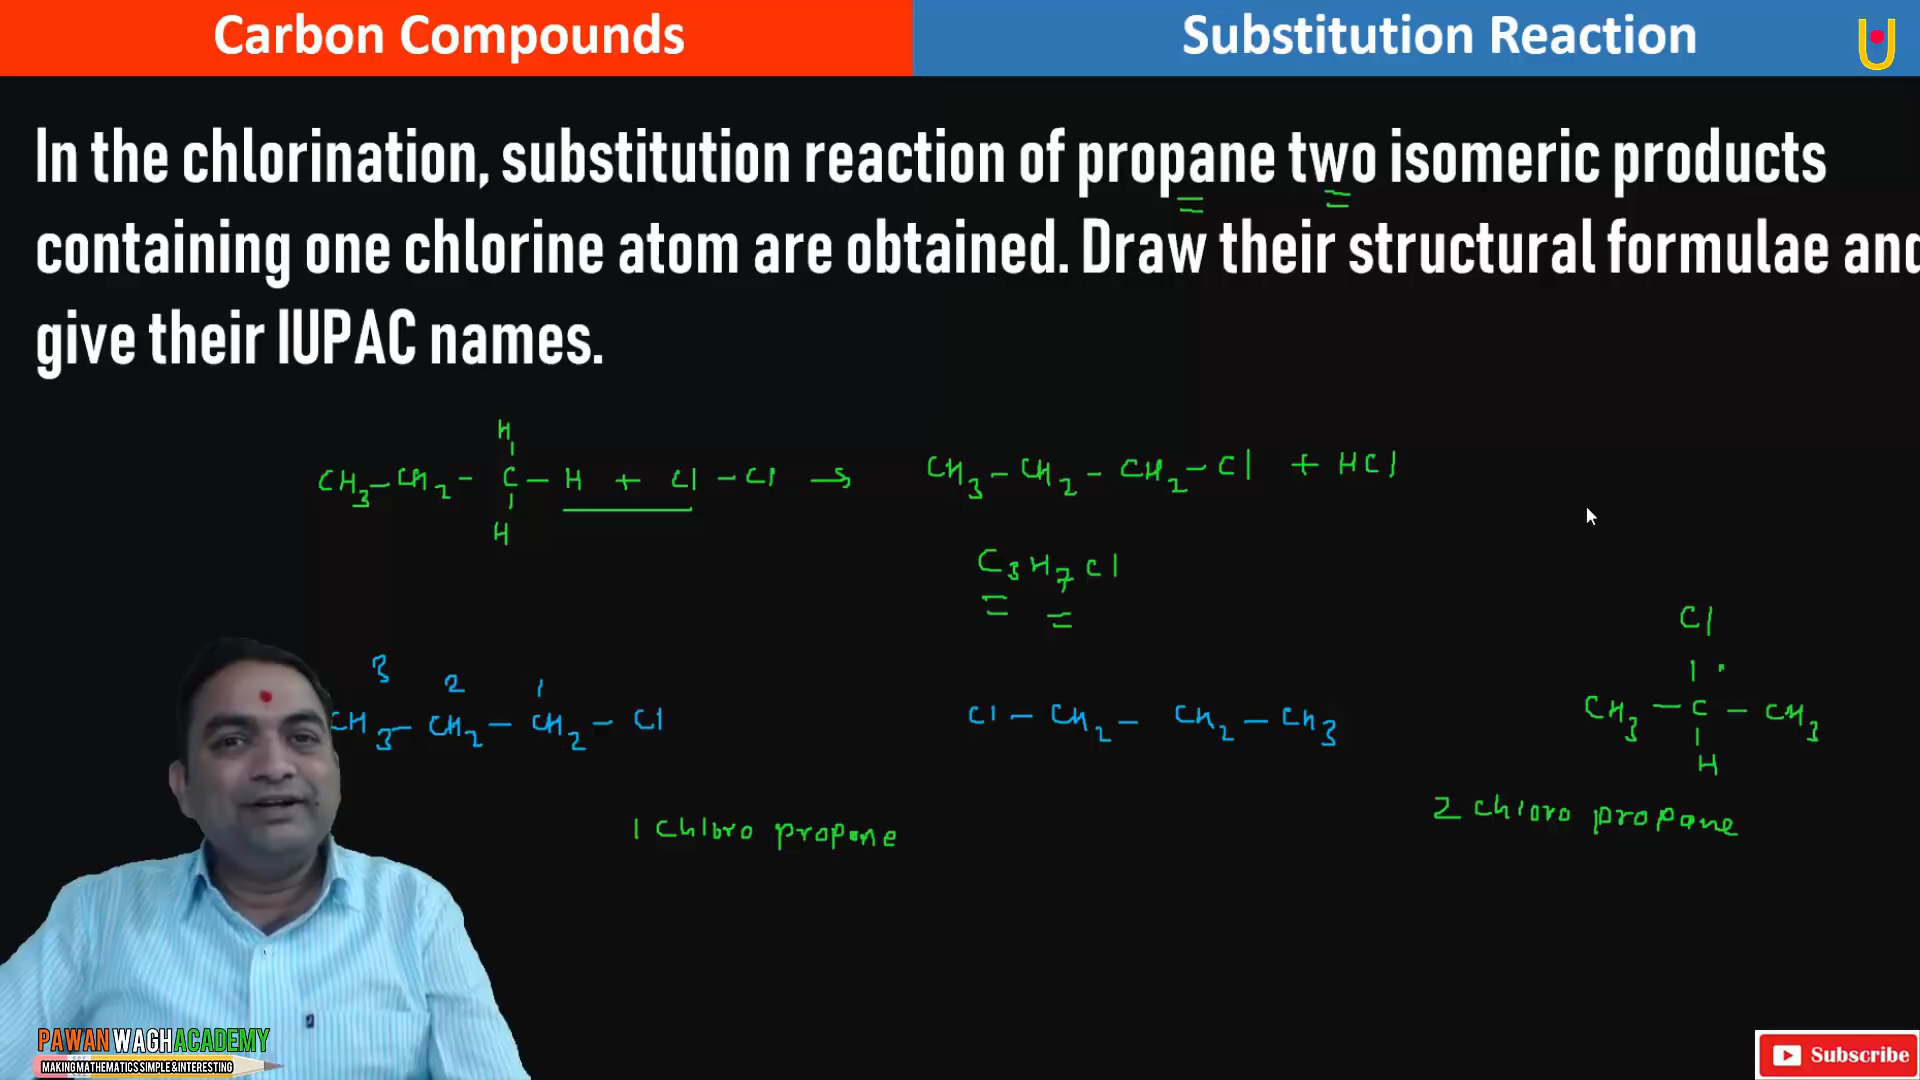 Carbon Compounds
Substitution Reaction
In the chlorination, substitution reaction of propane two isomeric products
containing one chlorine atom are obtained. Draw their structural formulae and
give their IUPAC names.
H
CH3 - CH2 - C - H + Cl - Cl → CH3 - CH2 - CH2 - Cl + HCl
H
C3H7Cl
3 2 1
CH3 - CH2 - CH2 - Cl
Cl - CH2 - CH2 - CH3
Cl
CH3 - C - CH3
H
1 chloro propane
2 chloro propane
PAWAN WAGH ACADEMY
MAKING MATHEMATICS SIMPLE & INTERESTING
Subscribe